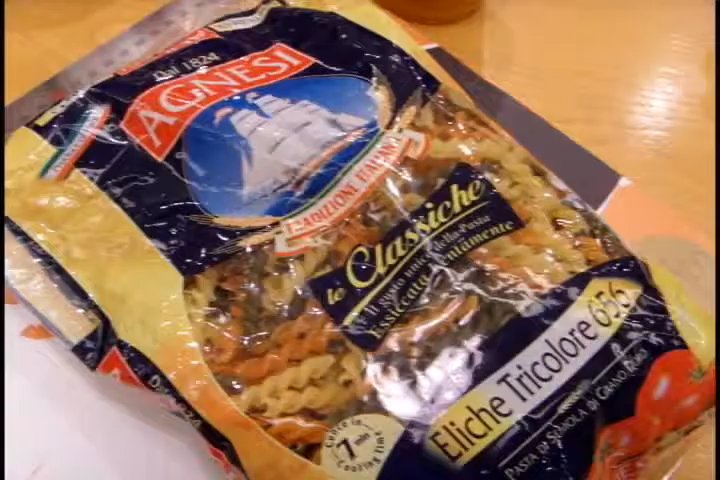 Dal 1824
AGNESI
TRADIZIONE ITALIANA
le Classiche
Il gusto unico della Pasta
Essiccata Lentamente
Eliche Tricolore 656
PASTA DI SEMOLA DI GRANO DURO
Cuoce in
7 min
Cooking time